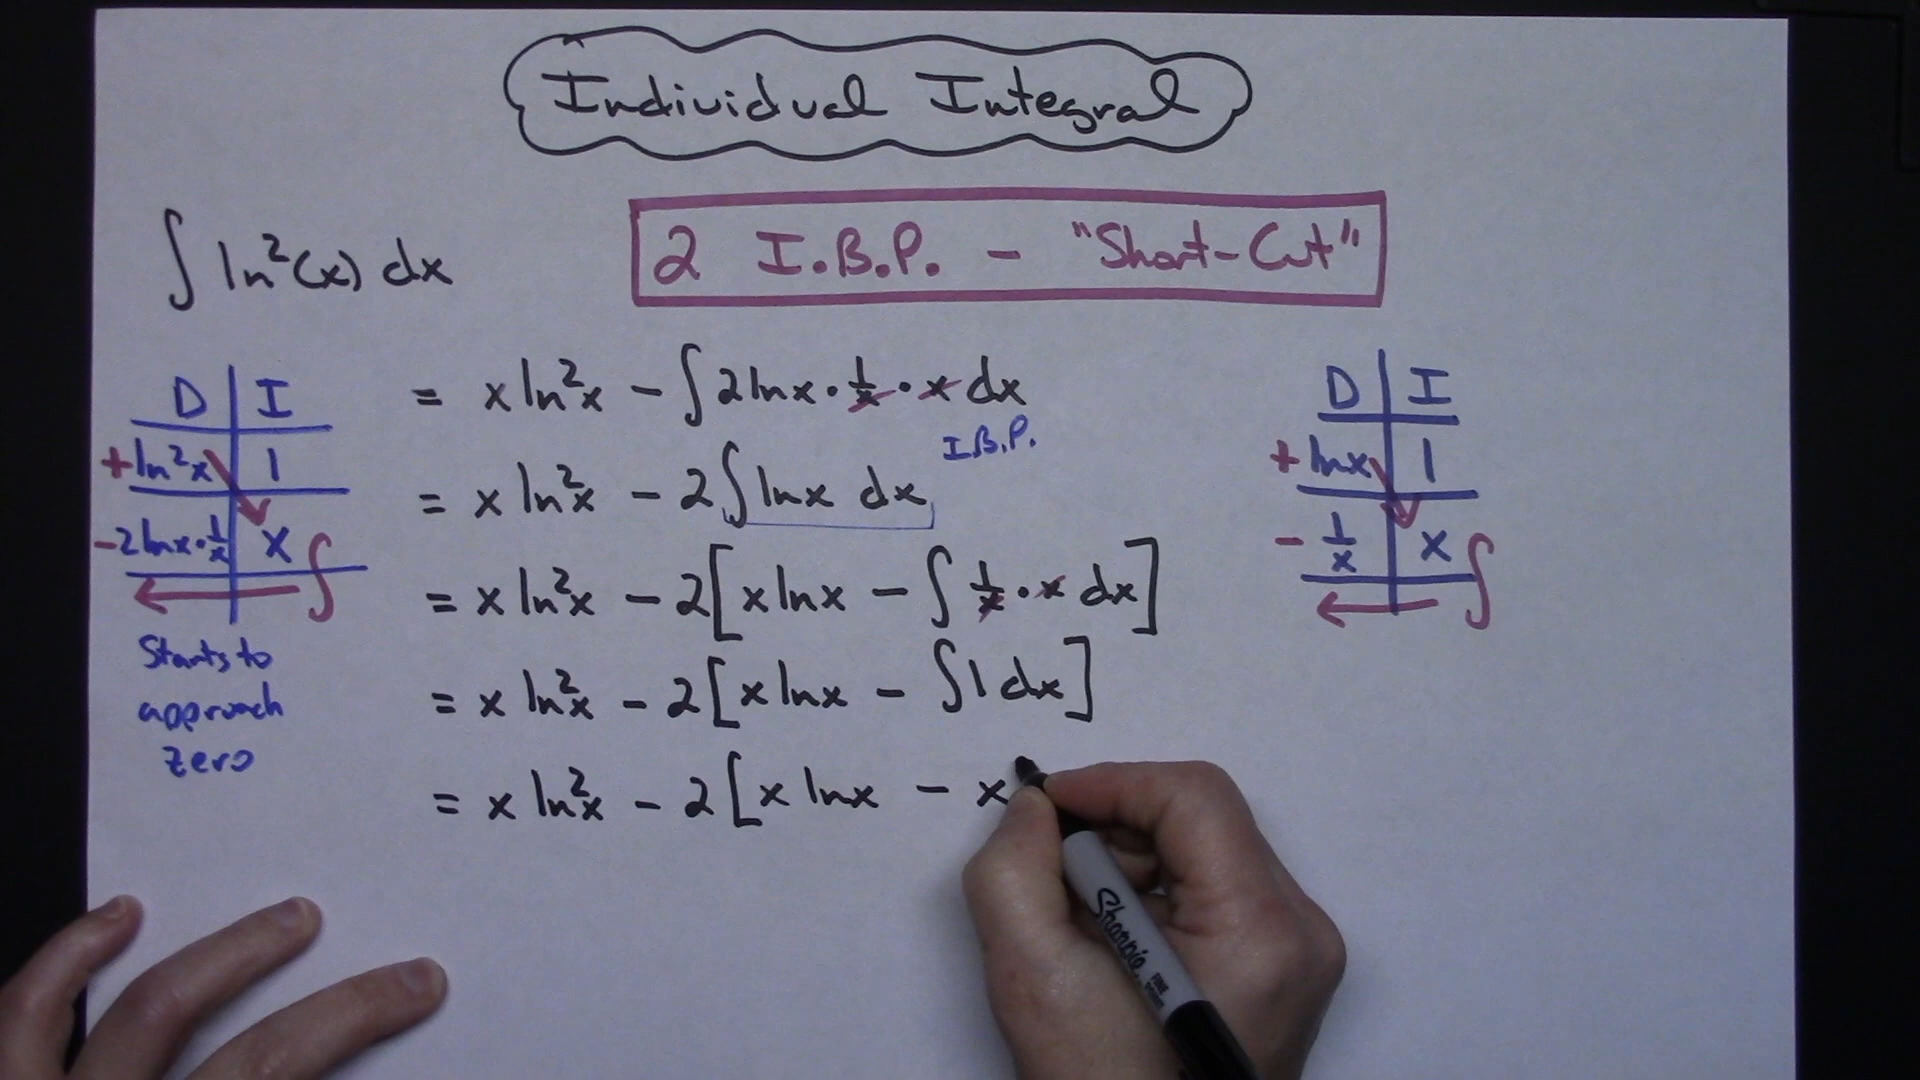 Individual Integral
2 I.B.P. - "Short-Cut"
∫ ln²(x) dx
D | I
+ ln²x | 1
- 2lnx · 1/x | x ∫
Starts to
approach
zero
= x ln²x - ∫ 2lnx · 1/x · x dx
I.B.P.
= x ln²x - 2∫ lnx dx
= x ln²x - 2[x lnx - ∫ 1/x · x dx]
= x ln²x - 2[x lnx - ∫ 1 dx]
= x ln²x - 2[x lnx - x
D | I
+ lnx | 1
- 1/x | x ∫
Sharpie
FINE